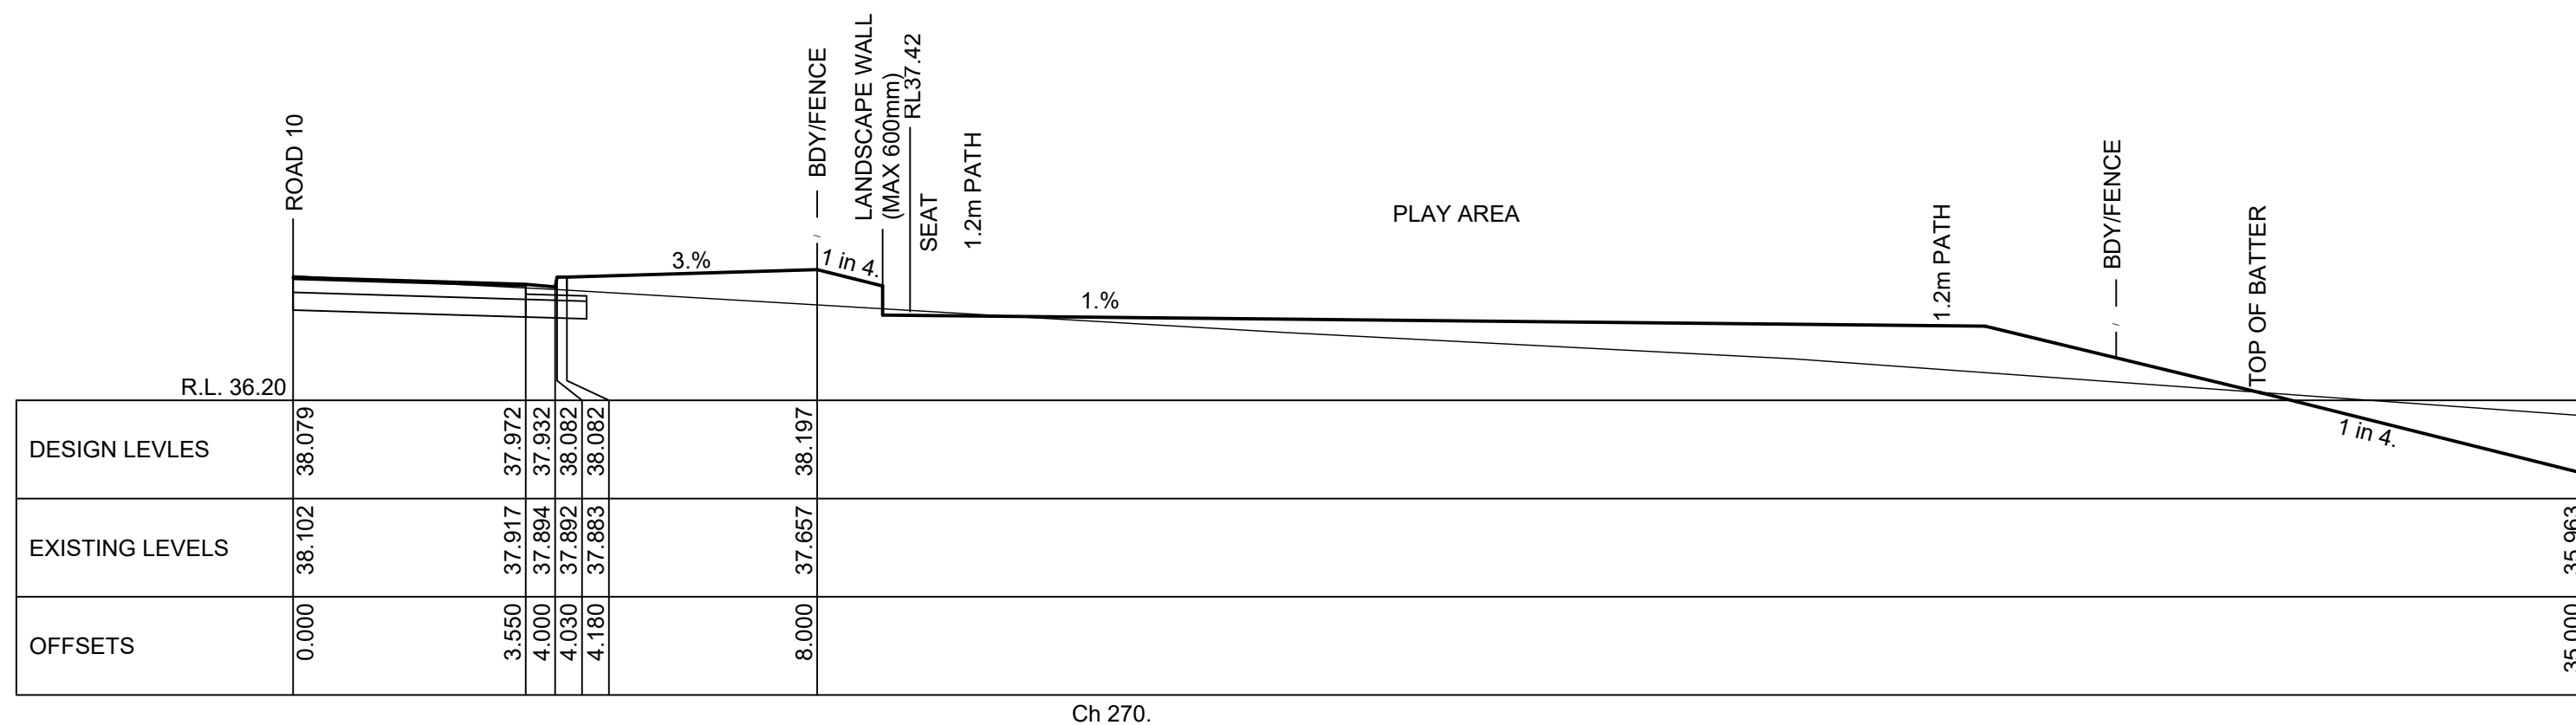 ROAD 10
BDY/FENCE
LANDSCAPE WALL
(MAX 600mm)
RL37.42
SEAT
1.2m PATH
PLAY AREA
1.2m PATH
BDY/FENCE
TOP OF BATTER
3.%
1 in 4.
1.%
1 in 4.
R.L. 36.20
DESIGN LEVLES
38.079
37.972
37.932
38.082
38.082
38.197
EXISTING LEVELS
38.102
37.917
37.894
37.892
37.883
37.657
35.963
OFFSETS
0.000
3.550
4.000
4.030
4.180
8.000
35.000
Ch 270.